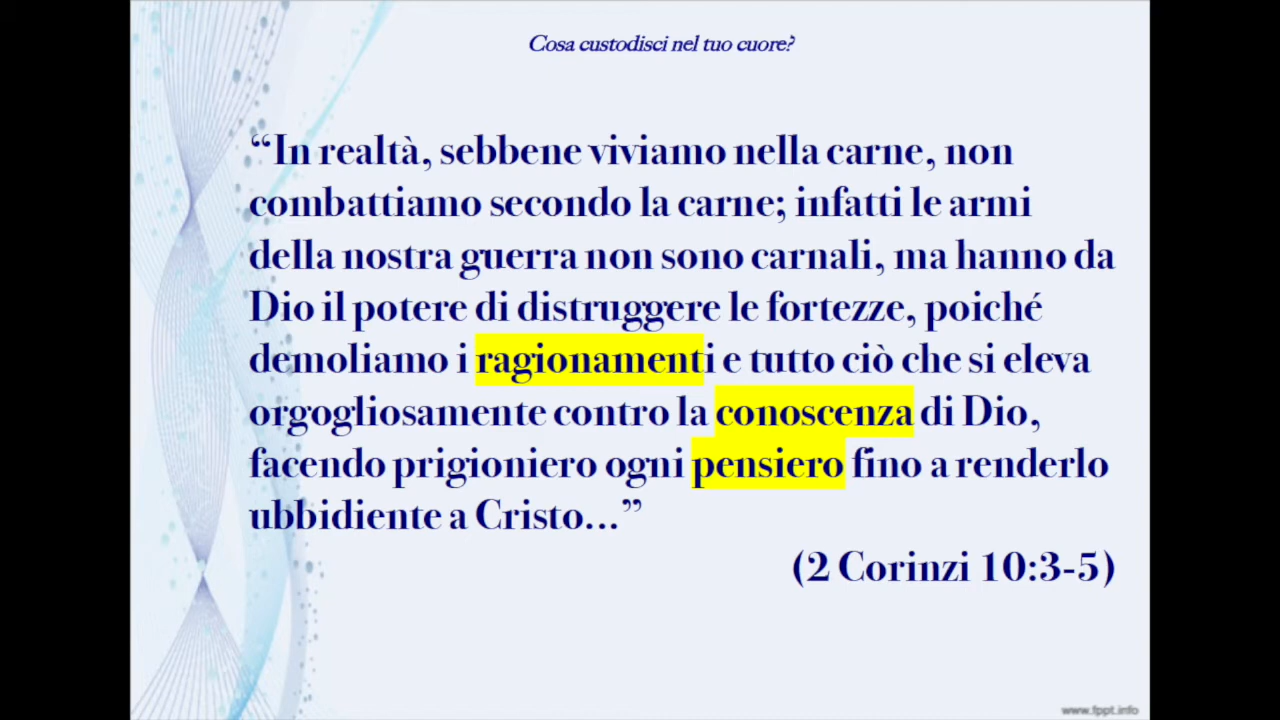 Cosa custodisci nel tuo cuore?
“In realtà, sebbene viviamo nella carne, non
combattiamo secondo la carne; infatti le armi
della nostra guerra non sono carnali, ma hanno da
Dio il potere di distruggere le fortezze, poiché
demoliamo i ragionamenti e tutto ciò che si eleva
orgogliosamente contro la conoscenza di Dio,
facendo prigioniero ogni pensiero fino a renderlo
ubbidiente a Cristo…”
(2 Corinzi 10:3-5)
www.fppt.info